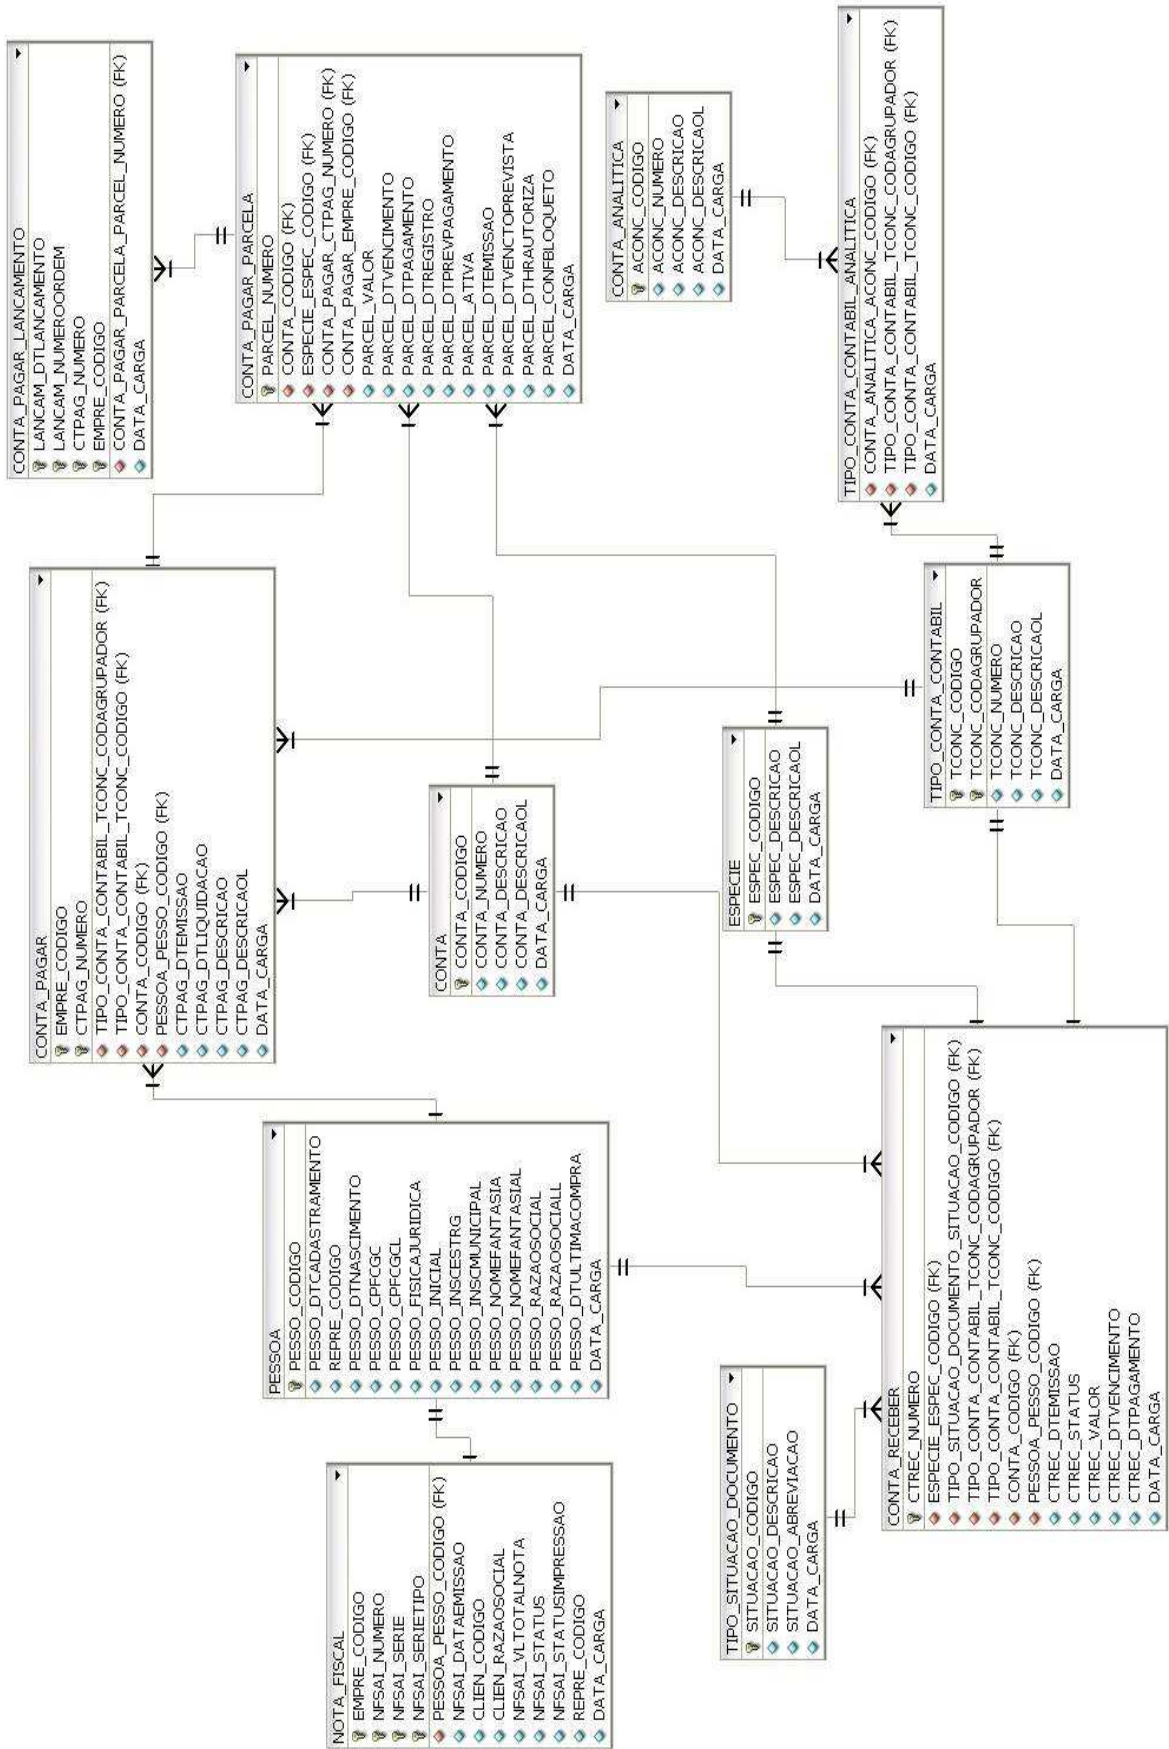 NOTA_FISCAL
EMPRE_CODIGO
NFSAI_NUMERO
NFSAI_SERIE
NFSAI_SERIETIPO
PESSOA_PESSO_CODIGO (FK)
NFSAI_DATAEMISSAO
CLIEN_CODIGO
CLIEN_RAZAOSOCIAL
NFSAI_VLTOTALNOTA
NFSAI_STATUS
NFSAI_STATUSIMPRESSAO
REPRE_CODIGO
DATA_CARGA
PESSOA
PESSO_CODIGO
PESSO_DTCADASTRAMENTO
REPRE_CODIGO
PESSO_DTNASCIMENTO
PESSO_CPFCGC
PESSO_CPFCGCL
PESSO_FISICAJURIDICA
PESSO_INICIAL
PESSO_INSCESTRG
PESSO_INSCMUNICIPAL
PESSO_NOMEFANTASIA
PESSO_NOMEFANTASIAL
PESSO_RAZAOSOCIAL
PESSO_RAZAOSOCIALL
PESSO_DTULTIMACOMPRA
DATA_CARGA
CONTA_PAGAR
EMPRE_CODIGO
CTPAG_NUMERO
TIPO_CONTA_CONTABIL_TCONC_CODAGRUPADOR (FK)
TIPO_CONTA_CONTABIL_TCONC_CODIGO (FK)
CONTA_CODIGO (FK)
PESSOA_PESSO_CODIGO (FK)
CTPAG_DTEMISSAO
CTPAG_DTLIQUIDACAO
CTPAG_DESCRICAO
CTPAG_DESCRICAOL
DATA_CARGA
CONTA_PAGAR_LANCAMENTO
LANCAM_DTLANCAMENTO
LANCAM_NUMEROORDEM
CTPAG_NUMERO
EMPRE_CODIGO
CONTA_PAGAR_PARCELA_PARCEL_NUMERO (FK)
DATA_CARGA
CONTA_PAGAR_PARCELA
PARCEL_NUMERO
CONTA_CODIGO (FK)
ESPECIE_ESPEC_CODIGO (FK)
CONTA_PAGAR_CTPAG_NUMERO (FK)
CONTA_PAGAR_EMPRE_CODIGO (FK)
PARCEL_VALOR
PARCEL_DTVENCIMENTO
PARCEL_DTPAGAMENTO
PARCEL_DTREGISTRO
PARCEL_DTPREVPAGAMENTO
PARCEL_ATIVA
PARCEL_DTEMISSAO
PARCEL_DTVENCTOPREVISTA
PARCEL_DTHRAUTORIZA
PARCEL_CONFBLOQUETO
DATA_CARGA
CONTA
CONTA_CODIGO
CONTA_NUMERO
CONTA_DESCRICAO
CONTA_DESCRICAOL
DATA_CARGA
CONTA_ANALITICA
ACONC_CODIGO
ACONC_NUMERO
ACONC_DESCRICAO
ACONC_DESCRICAOL
DATA_CARGA
TIPO_SITUACAO_DOCUMENTO
SITUACAO_CODIGO
SITUACAO_DESCRICAO
SITUACAO_ABREVIACAO
DATA_CARGA
ESPECIE
ESPEC_CODIGO
ESPEC_DESCRICAO
ESPEC_DESCRICAOL
DATA_CARGA
CONTA_RECEBER
CTREC_NUMERO
ESPECIE_ESPEC_CODIGO (FK)
TIPO_SITUACAO_DOCUMENTO_SITUACAO_CODIGO (FK)
TIPO_CONTA_CONTABIL_TCONC_CODAGRUPADOR (FK)
TIPO_CONTA_CONTABIL_TCONC_CODIGO (FK)
CONTA_CODIGO (FK)
PESSOA_PESSO_CODIGO (FK)
CTREC_DTEMISSAO
CTREC_STATUS
CTREC_VALOR
CTREC_DTVENCIMENTO
CTREC_DTPAGAMENTO
DATA_CARGA
TIPO_CONTA_CONTABIL
TCONC_CODIGO
TCONC_CODAGRUPADOR
TCONC_NUMERO
TCONC_DESCRICAO
TCONC_DESCRICAOL
DATA_CARGA
TIPO_CONTA_CONTABIL_ANALITICA
CONTA_ANALITICA_ACONC_CODIGO (FK)
TIPO_CONTA_CONTABIL_TCONC_CODAGRUPADOR (FK)
TIPO_CONTA_CONTABIL_TCONC_CODIGO (FK)
DATA_CARGA